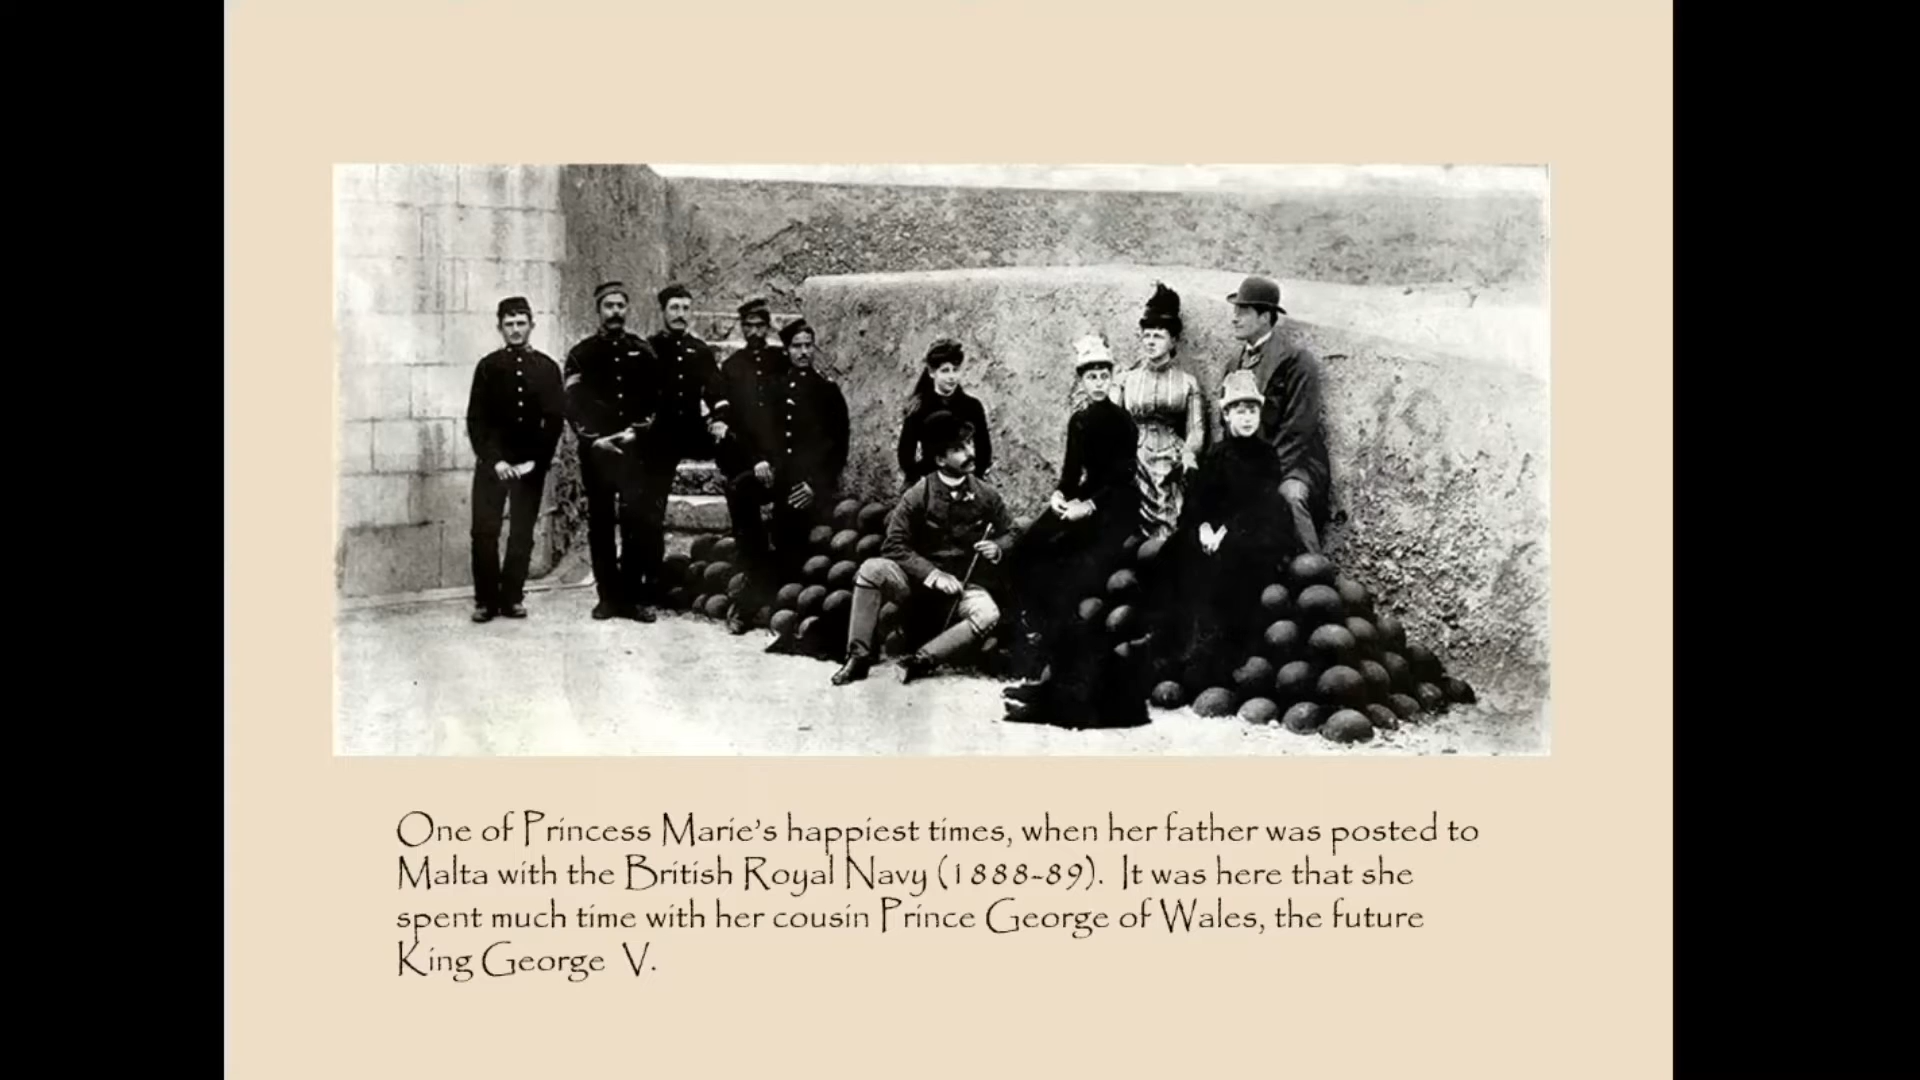 One of Princess Marie's happiest times, when her father was posted to
Malta with the British Royal Navy (1888-89). It was here that she
spent much time with her cousin Prince George of Wales, the future
King George V.